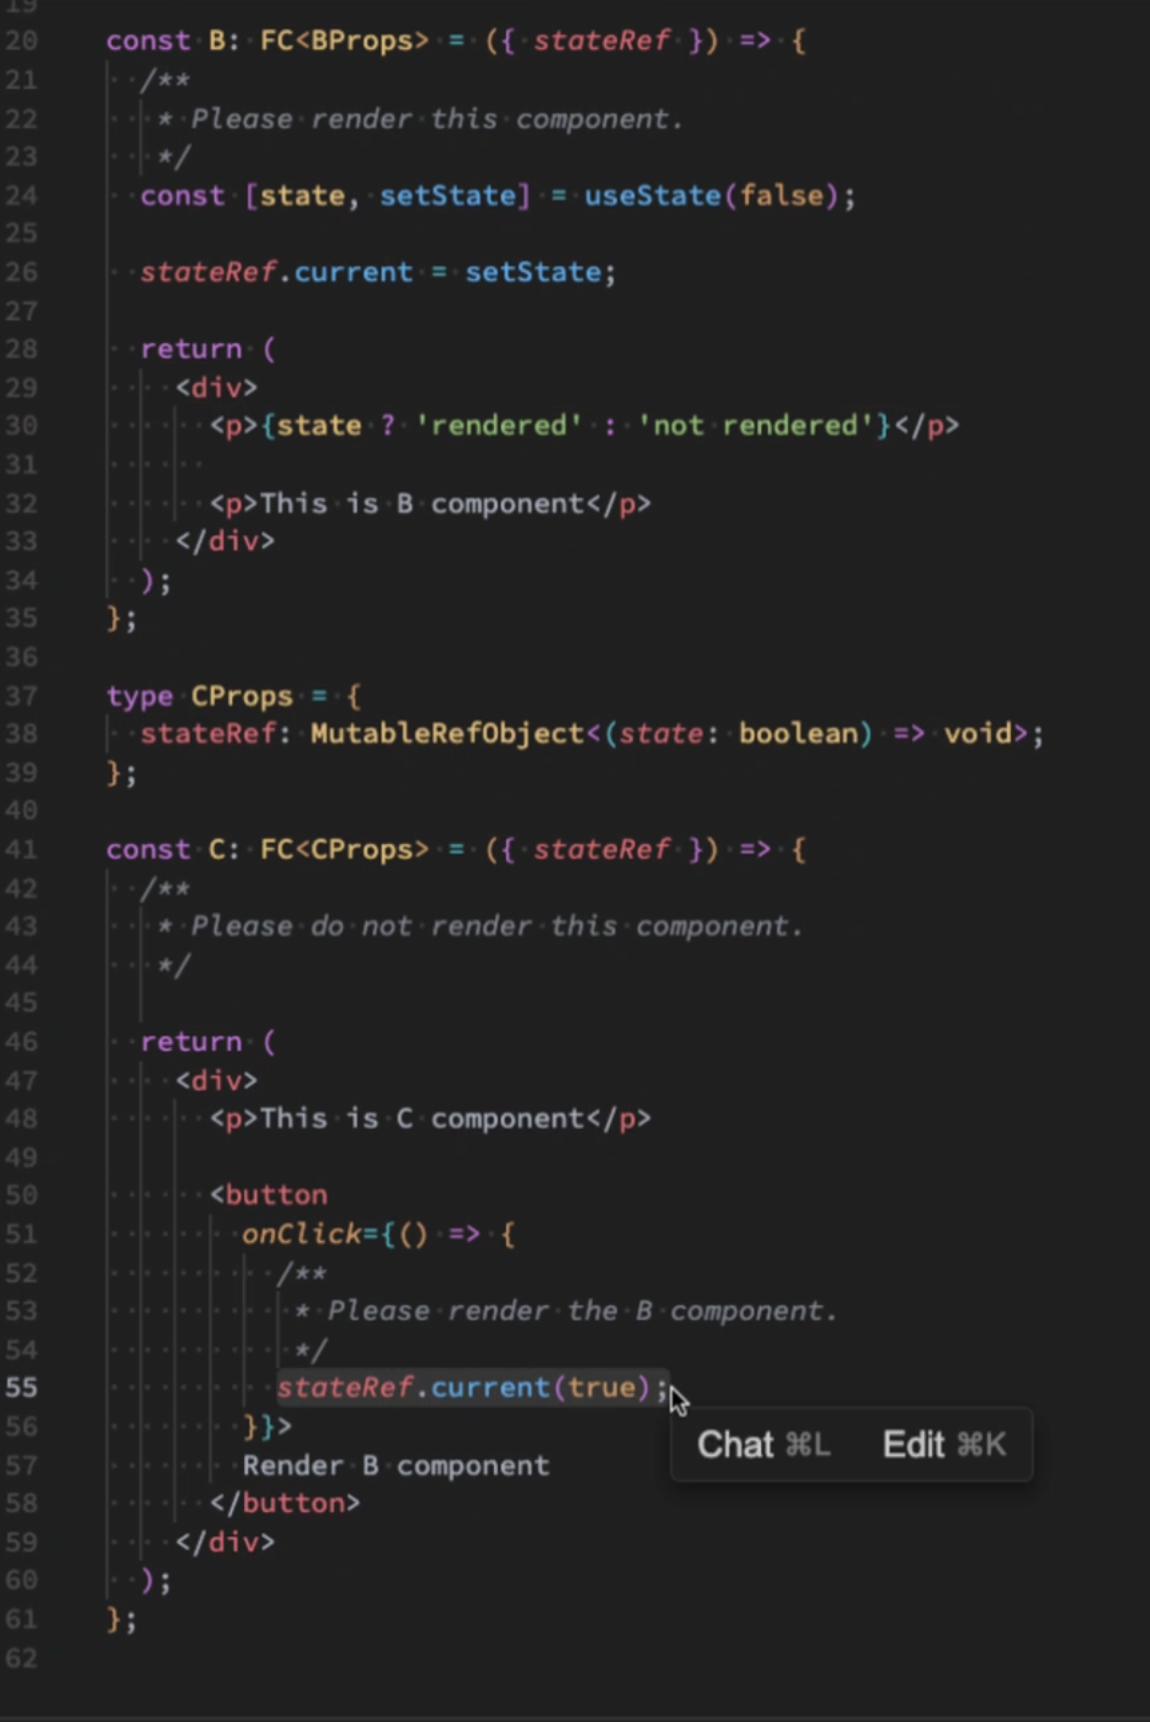 19
20 const B: FC<BProps> = ({ stateRef }) => {
21   /**
22    * Please render this component.
23    */
24   const [state, setState] = useState(false);
25
26   stateRef.current = setState;
27
28   return (
29     <div>
30       <p>{state ? 'rendered' : 'not rendered'}</p>
31
32       <p>This is B component</p>
33     </div>
34   );
35 };
36
37 type CProps = {
38   stateRef: MutableRefObject<(state: boolean) => void>;
39 };
40
41 const C: FC<CProps> = ({ stateRef }) => {
42   /**
43    * Please do not render this component.
44    */
45
46   return (
47     <div>
48       <p>This is C component</p>
49
50       <button
51         onClick={() => {
52           /**
53            * Please render the B component.
54            */
55           stateRef.current(true);
56         }}>
Chat ⌘L Edit ⌘K
57         Render B component
58       </button>
59     </div>
60   );
61 };
62